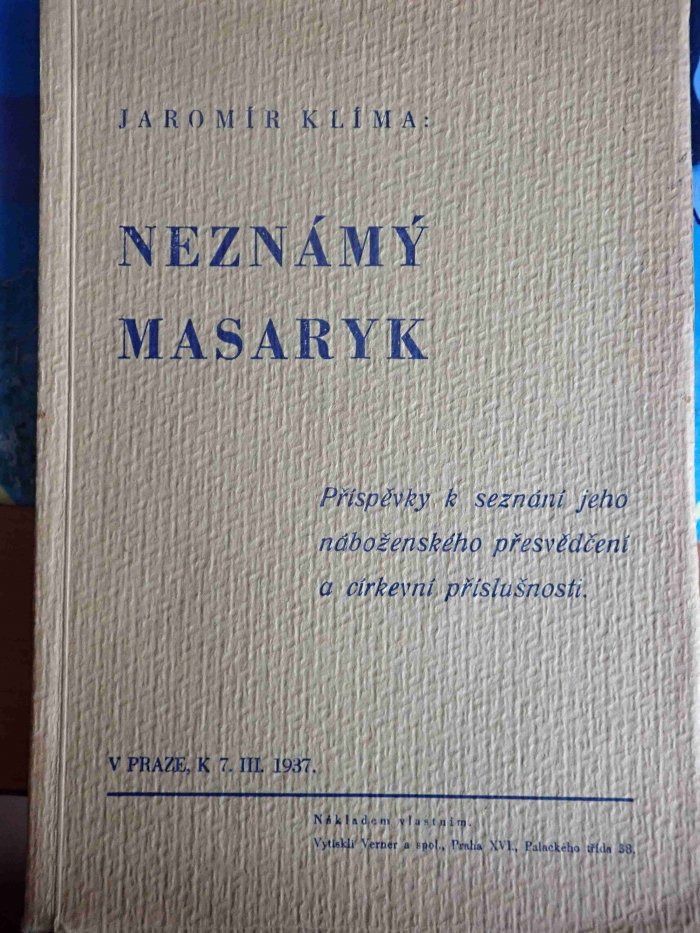 JAROMÍR KLÍMA:
NEZNÁMÝ
MASARYK
Příspěvky k seznání jeho
náboženského přesvědčení
a církevní příslušnosti.
V PRAZE, K 7. III. 1937.
Nákladem vlastním.
Vytiskli Verner a spol., Praha XVI., Palackého třída 38.